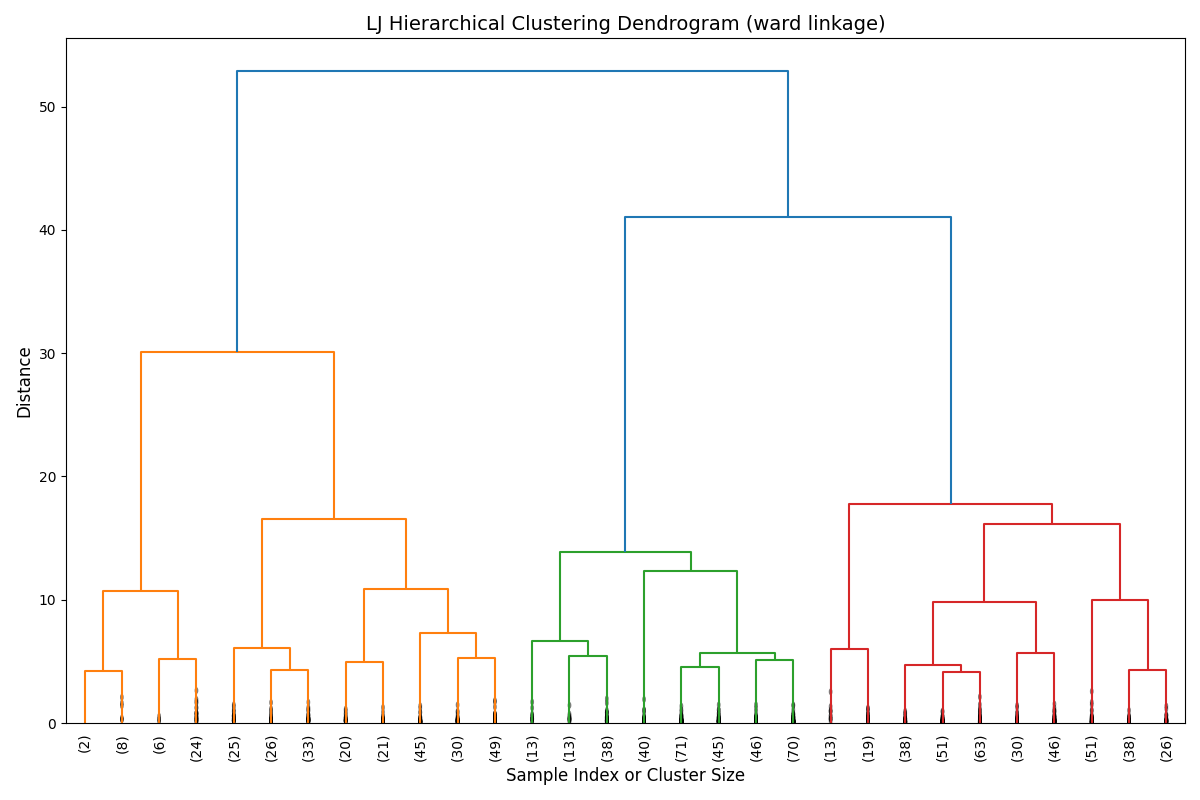 LJ Hierarchical Clustering Dendrogram (ward linkage)
Distance
50
40
30
20
10
0
(2) (8) (6) (24) (25) (26) (33) (20) (21) (45) (30) (49) (13) (13) (38) (40) (71) (45) (46) (70) (13) (19) (38) (51) (63) (30) (46) (51) (38) (26)
Sample Index or Cluster Size